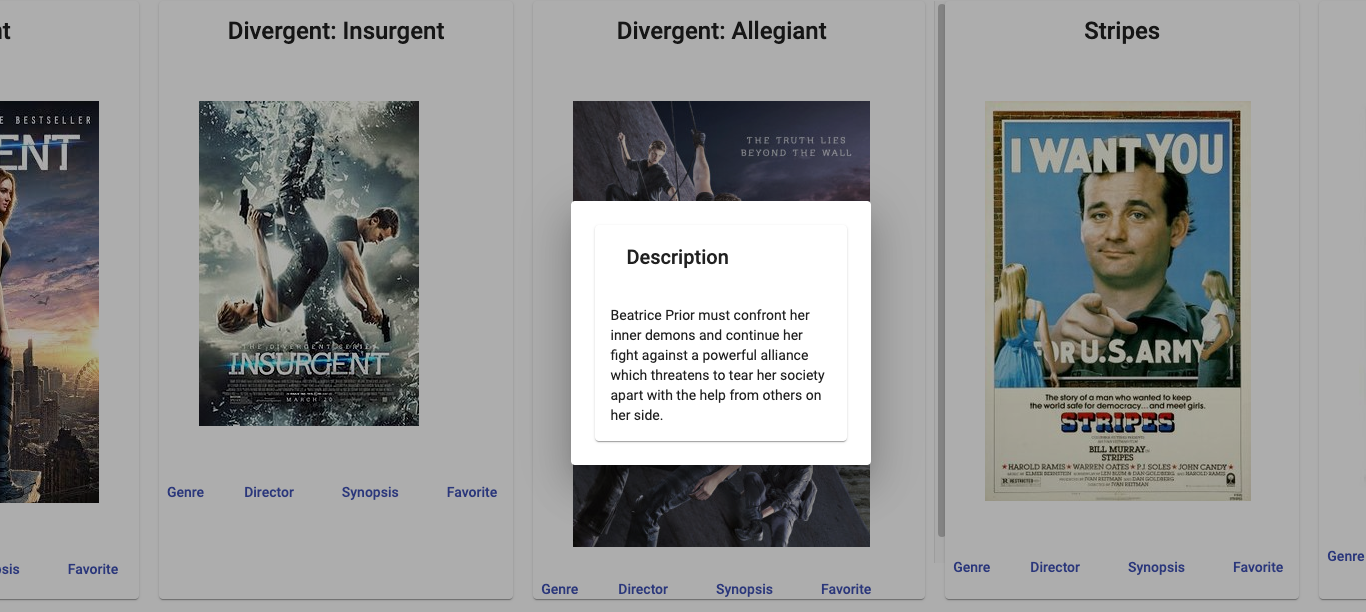 nt
Divergent: Insurgent
Divergent: Allegiant
Stripes
E BESTSELLER
ENT
THE DIVERGENT SERIES
INSURGENT
MARCH 20
THE TRUTH LIES
BEYOND THE WALL
Description
Beatrice Prior must confront her
inner demons and continue her
fight against a powerful alliance
which threatens to tear her society
apart with the help from others on
her side.
I WANT YOU
OR U.S. ARMY
The story of a man who wanted to keep
the world safe for democracy...and meet girls.
STRIPES
BILL MURRAY
STRIPES
HAROLD RAMIS WARREN OATES P.J. SOLES JOHN CANDY
psis Favorite
Genre Director Synopsis Favorite
Genre Director Synopsis Favorite
Genre Director Synopsis Favorite
Genre